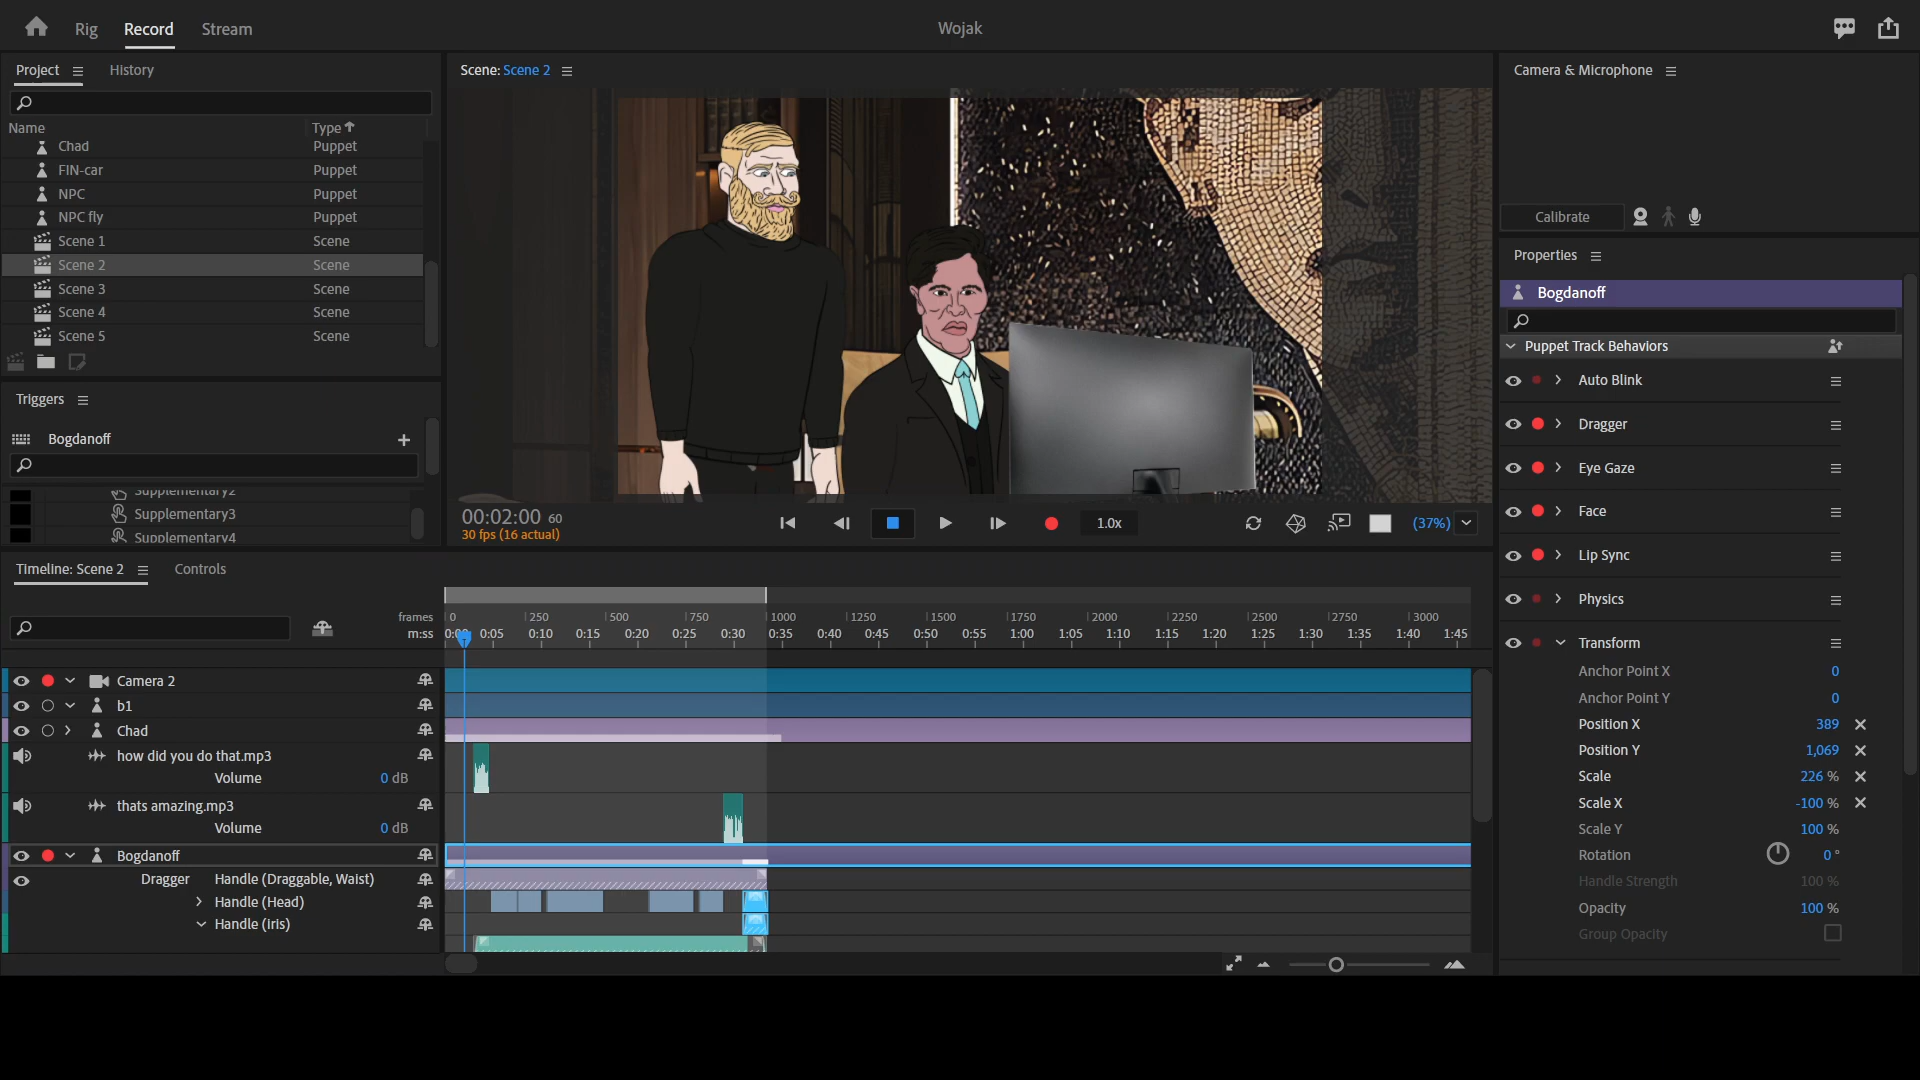 Rig
Record
Stream
Wojak
Project
History
Name
Type
Chad
Puppet
FIN-car
Puppet
NPC
Puppet
NPC fly
Puppet
Scene 1
Scene
Scene 2
Scene
Scene 3
Scene
Scene 4
Scene
Scene 5
Scene
Triggers
Bogdanoff
Supplementary2
Supplementary3
Supplementary4
Scene: Scene 2
00:02:00 60
30 fps (16 actual)
1.0x
(37%)
Camera & Microphone
Calibrate
Properties
Bogdanoff
Puppet Track Behaviors
Auto Blink
Dragger
Eye Gaze
Face
Lip Sync
Physics
Transform
Anchor Point X 0
Anchor Point Y 0
Position X 389
Position Y 1,069
Scale 226 %
Scale X -100 %
Scale Y 100 %
Rotation 0 °
Handle Strength 100 %
Opacity 100 %
Group Opacity
Timeline: Scene 2
Controls
frames
0 250 500 750 1000 1250 1500 1750 2000 2250 2500 2750 3000
m:ss
0:05 0:10 0:15 0:20 0:25 0:30 0:35 0:40 0:45 0:50 0:55 1:00 1:05 1:10 1:15 1:20 1:25 1:30 1:35 1:40 1:45
Camera 2
b1
Chad
how did you do that.mp3
Volume 0 dB
thats amazing.mp3
Volume 0 dB
Bogdanoff
Dragger Handle (Draggable, Waist)
Handle (Head)
Handle (Iris)